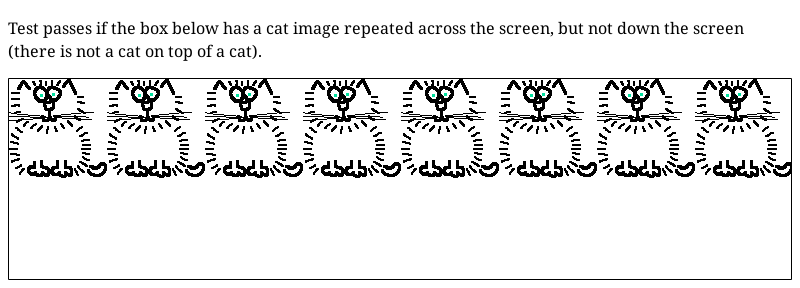 Test passes if the box below has a cat image repeated across the screen, but not down the screen
(there is not a cat on top of a cat).